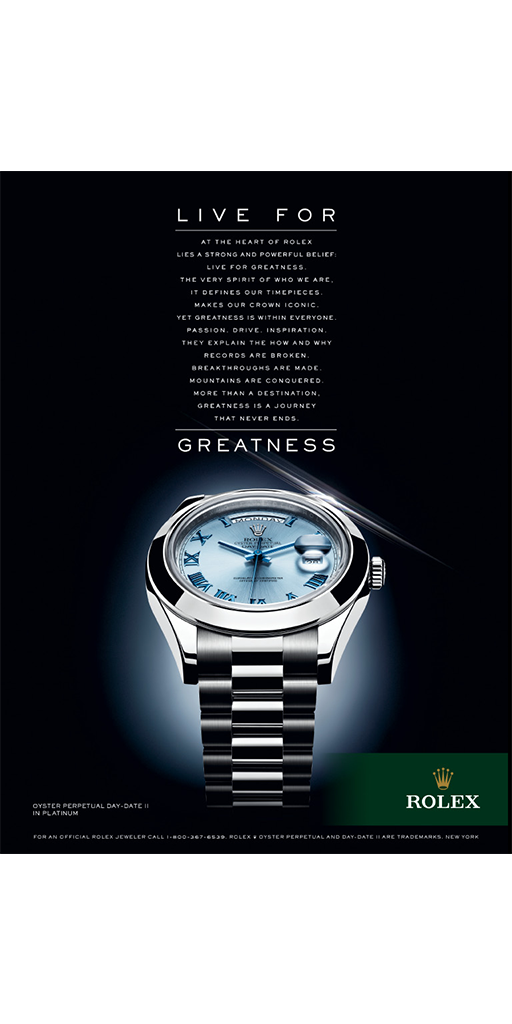 LIVE FOR
AT THE HEART OF ROLEX
LIES A STRONG AND POWERFUL BELIEF:
LIVE FOR GREATNESS.
THE VERY SPIRIT OF WHO WE ARE,
IT DEFINES OUR TIMEPIECES.
MAKES OUR CROWN ICONIC.
YET GREATNESS IS WITHIN EVERYONE.
PASSION. DRIVE. INSPIRATION.
THEY EXPLAIN THE HOW AND WHY
RECORDS ARE BROKEN.
BREAKTHROUGHS ARE MADE.
MOUNTAINS ARE CONQUERED.
MORE THAN A DESTINATION,
GREATNESS IS A JOURNEY
THAT NEVER ENDS.
GREATNESS
MONDAY
ROLEX
OYSTER PERPETUAL
DAY-DATE
ROLEX
OYSTER PERPETUAL DAY-DATE II
IN PLATINUM
FOR AN OFFICIAL ROLEX JEWELER CALL 1-800-367-6539. ROLEX ® OYSTER PERPETUAL AND DAY-DATE II ARE TRADEMARKS. NEW YORK